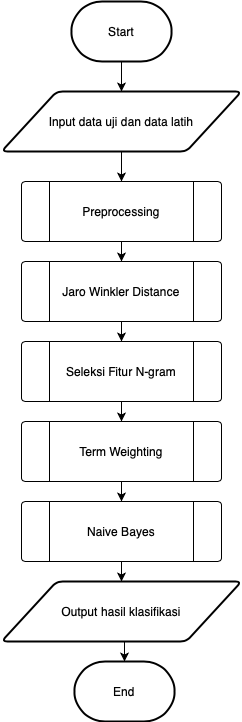 Start
Input data uji dan data latih
Preprocessing
Jaro Winkler Distance
Seleksi Fitur N-gram
Term Weighting
Naive Bayes
Output hasil klasifikasi
End